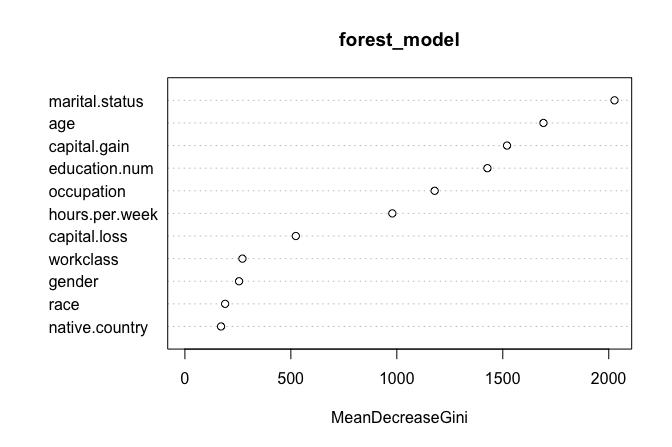 forest_model
marital.status
age
capital.gain
education.num
occupation
hours.per.week
capital.loss
workclass
gender
race
native.country
0 500 1000 1500 2000
MeanDecreaseGini